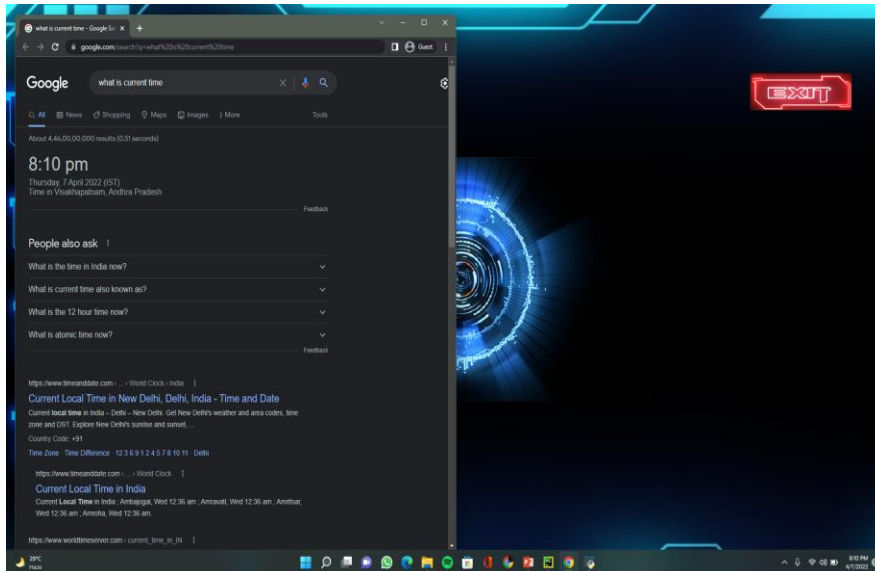 what is current time - Google Se
google.com/search?q=what%20is%20current%20time
Guest
Google
what is current time
All News Shopping Maps Images More Tools
About 4,46,00,00,000 results (0.51 seconds)
8:10 pm
Thursday, 7 April 2022 (IST)
Time in Visakhapatnam, Andhra Pradesh
Feedback
People also ask
What is the time in India now?
What is current time also known as?
What is the 12 hour time now?
What is atomic time now?
Feedback
https://www.timeanddate.com › ... › World Clock › India
Current Local Time in New Delhi, Delhi, India - Time and Date
Current local time in India – Delhi – New Delhi. Get New Delhi's weather and area codes, time
zone and DST. Explore New Delhi's sunrise and sunset, ...
Country Code: +91
Time Zone · Time Difference · 12 3 6 9 1 2 4 5 7 8 10 11 · Delhi
https://www.timeanddate.com › ... › World Clock
Current Local Time in India
Current Local Time in India ; Ambajogai, Wed 12:36 am ; Amravati, Wed 12:36 am ; Amritsar,
Wed 12:36 am ; Amroha, Wed 12:36 am.
https://www.worldtimeserver.com › current_time_in_IN
EXIT
29°C
Haze
8:10 PM
4/7/2022